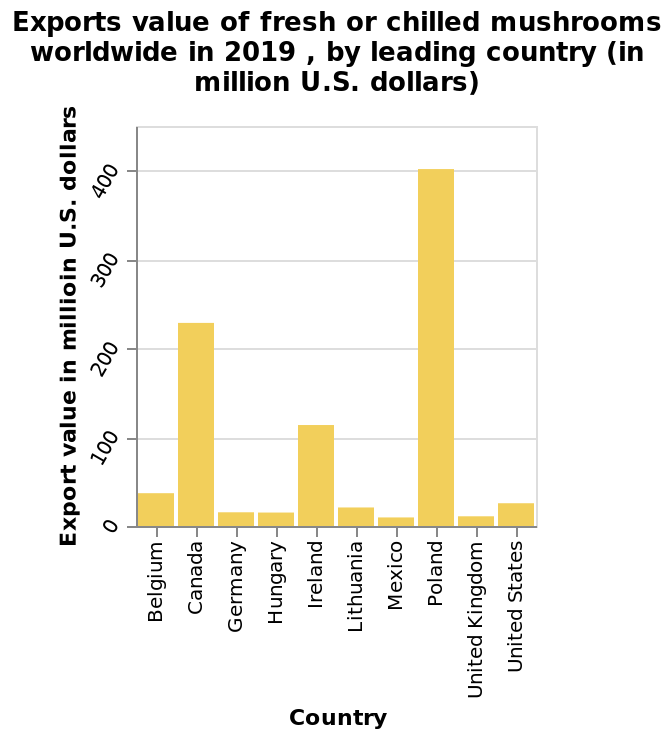 Exports value of fresh or chilled mushrooms
worldwide in 2019 , by leading country (in
million U.S. dollars)
Export value in millioin U.S. dollars
400
300
200
100
0
Belgium
Canada
Germany
Hungary
Ireland
Lithuania
Mexico
Poland
United Kingdom
United States
Country